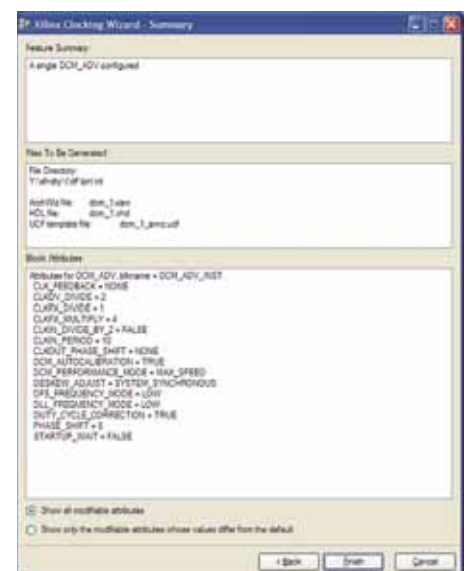 Xilinx Clocking Wizard - Summary
Feature Summary:
A single DCM_ADV configured
Files To Be Generated:
File Directory:
XAW file: dcm_1.xaw
HDL file: dcm_1.vhd
UCF template file: dcm_1_arwz.ucf
Block Attributes:
Attributes for DCM_ADV, blkname = DCM_ADV_INST
CLK_FEEDBACK = NONE
CLKDV_DIVIDE = 2
CLKFX_DIVIDE = 1
CLKFX_MULTIPLY = 4
CLKIN_DIVIDE_BY_2 = FALSE
CLKIN_PERIOD = 10
CLKOUT_PHASE_SHIFT = NONE
DCM_AUTOCALIBRATION = TRUE
DCM_PERFORMANCE_MODE = MAX_SPEED
DESKEW_ADJUST = SYSTEM_SYNCHRONOUS
DFS_FREQUENCY_MODE = LOW
DLL_FREQUENCY_MODE = LOW
DUTY_CYCLE_CORRECTION = TRUE
PHASE_SHIFT =
STARTUP_WAIT = FALSE
Show all modifiable attributes
Show only the modifiable attributes whose values differ from the default
< Back
Finish
Cancel